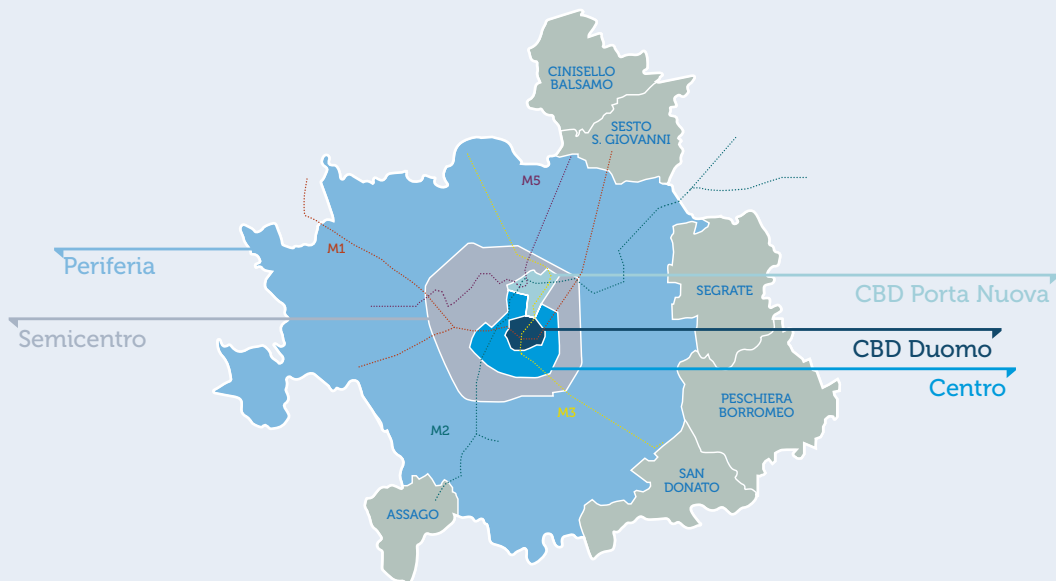 CINISELLO
BALSAMO
SESTO
S. GIOVANNI
M5
M1
Periferia
SEGRATE
CBD Porta Nuova
Semicentro
CBD Duomo
Centro
PESCHIERA
BORROMEO
M3
M2
SAN
DONATO
ASSAGO